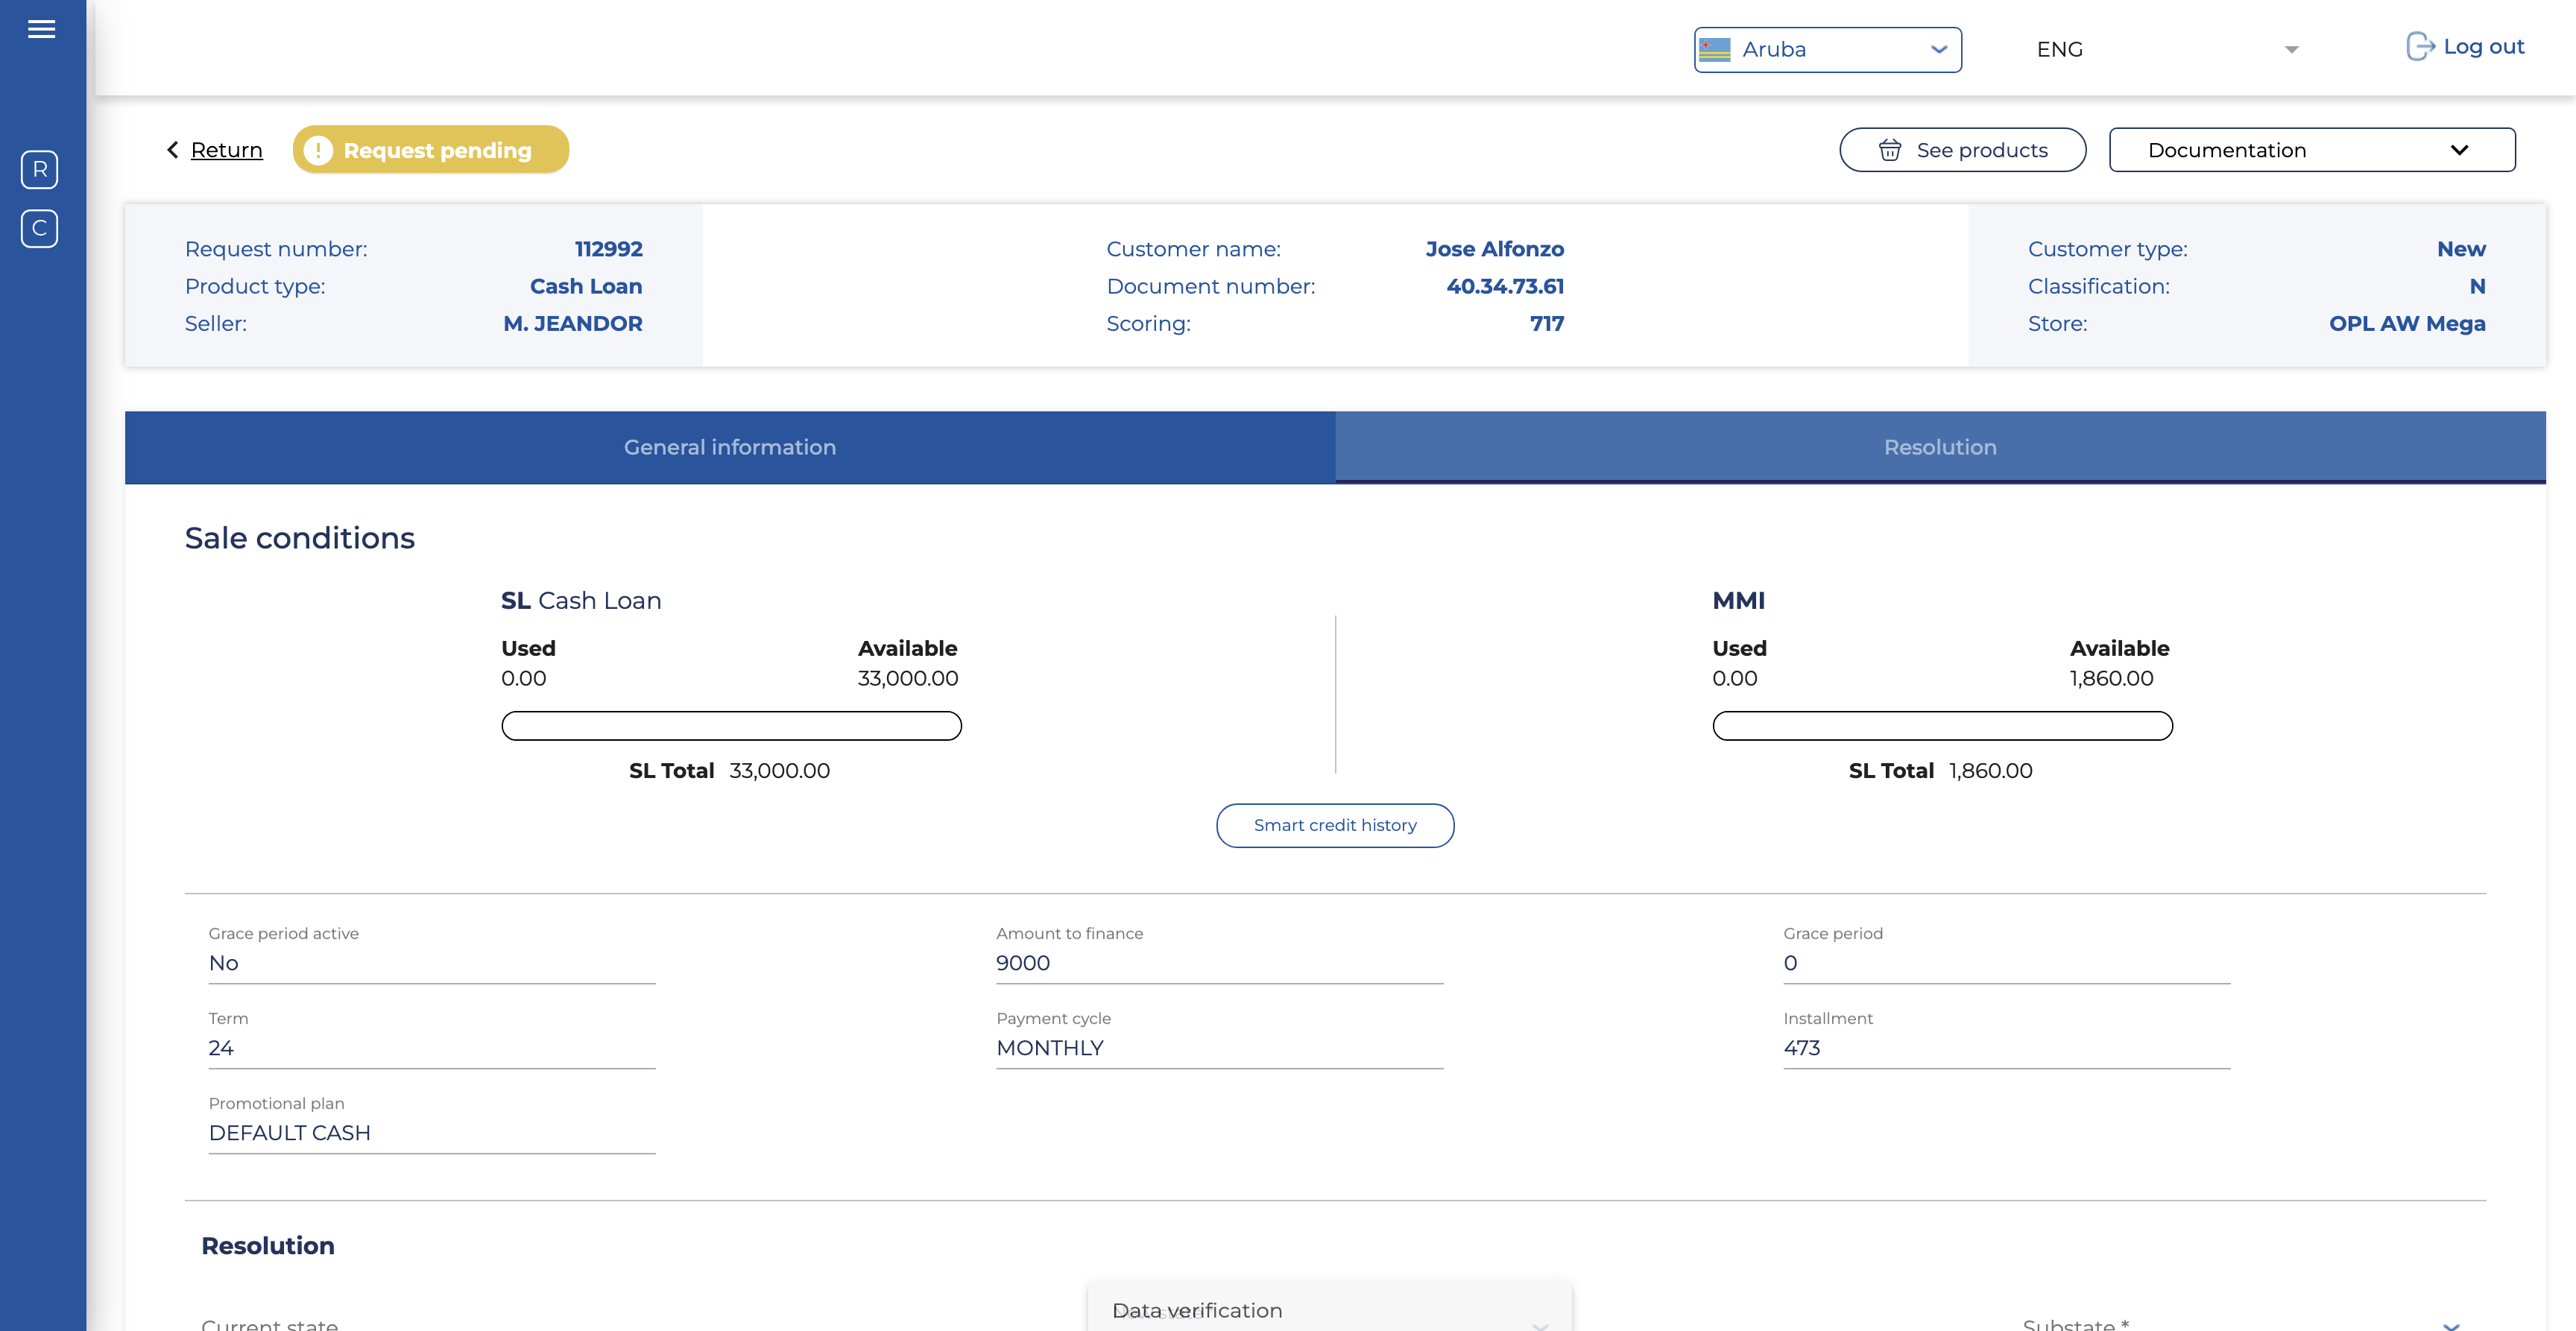 Aruba
ENG
Log out
Return
Request pending
See products
Documentation
R
C
Request number: 112992
Product type: Cash Loan
Seller: M. JEANDOR
Customer name: Jose Alfonzo
Document number: 40.34.73.61
Scoring: 717
Customer type: New
Classification: N
Store: OPL AW Mega
General information
Resolution
Sale conditions
SL Cash Loan
Used Available
0.00 33,000.00
SL Total 33,000.00
MMI
Used Available
0.00 1,860.00
SL Total 1,860.00
Smart credit history
Grace period active
No
Amount to finance
9000
Grace period
0
Term
24
Payment cycle
MONTHLY
Installment
473
Promotional plan
DEFAULT CASH
Resolution
Current state
Data verification
Substate *